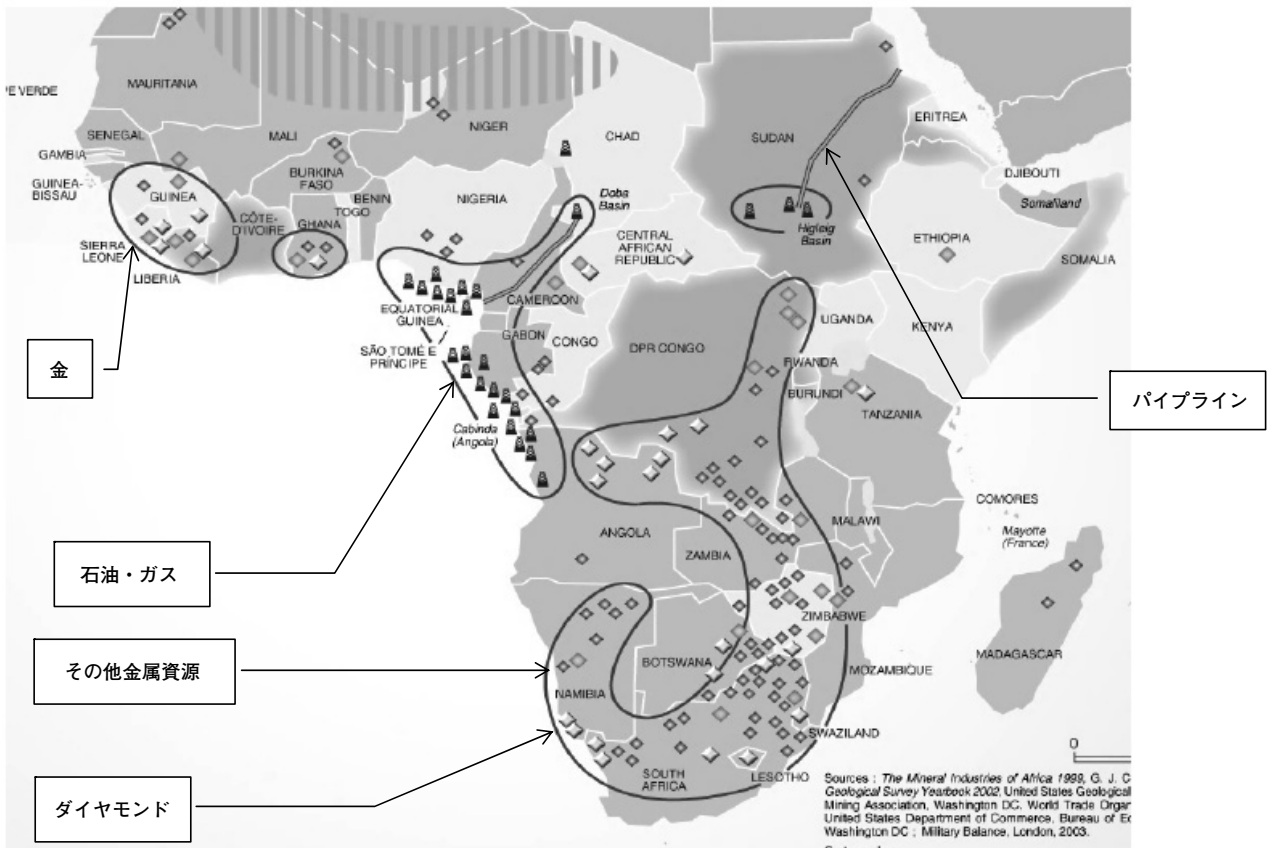 MAURITANIA
PE VERDE
SENEGAL
MALI
NIGER
CHAD
SUDAN
ERITREA
GAMBIA
GUINEA-
BISSAU
GUINEA
BURKINA
FASO
BENIN
TOGO
NIGERIA
Doba
Basin
DJIBOUTI
Somaliland
CÔTE-
D'IVOIRE
GHANA
SIERRA
LEONE
LIBERIA
CENTRAL
AFRICAN
REPUBLIC
Higleig
Basin
ETHIOPIA
SOMALIA
EQUATORIAL
GUINEA
CAMEROON
SÃO TOMÉ E
PRÍNCIPE
GABON
CONGO
DPR CONGO
UGANDA
KENYA
RWANDA
BURUNDI
TANZANIA
金
パイプライン
Cabinda
(Angola)
COMORES
Mayotte
(France)
ANGOLA
ZAMBIA
MALAWI
石油・ガス
ZIMBABWE
その他金属資源
BOTSWANA
NAMIBIA
MOZAMBIQUE
MADAGASCAR
SWAZILAND
ダイヤモンド
SOUTH
AFRICA
LESOTHO
0
Sources : The Mineral Industries of Africa 1999, G. J. C
Geological Survey Yearbook 2002, United States Geological
Mining Association, Washington DC. World Trade Organ
United States Department of Commerce, Bureau of Ec
Washington DC ; Military Balance, London, 2003.